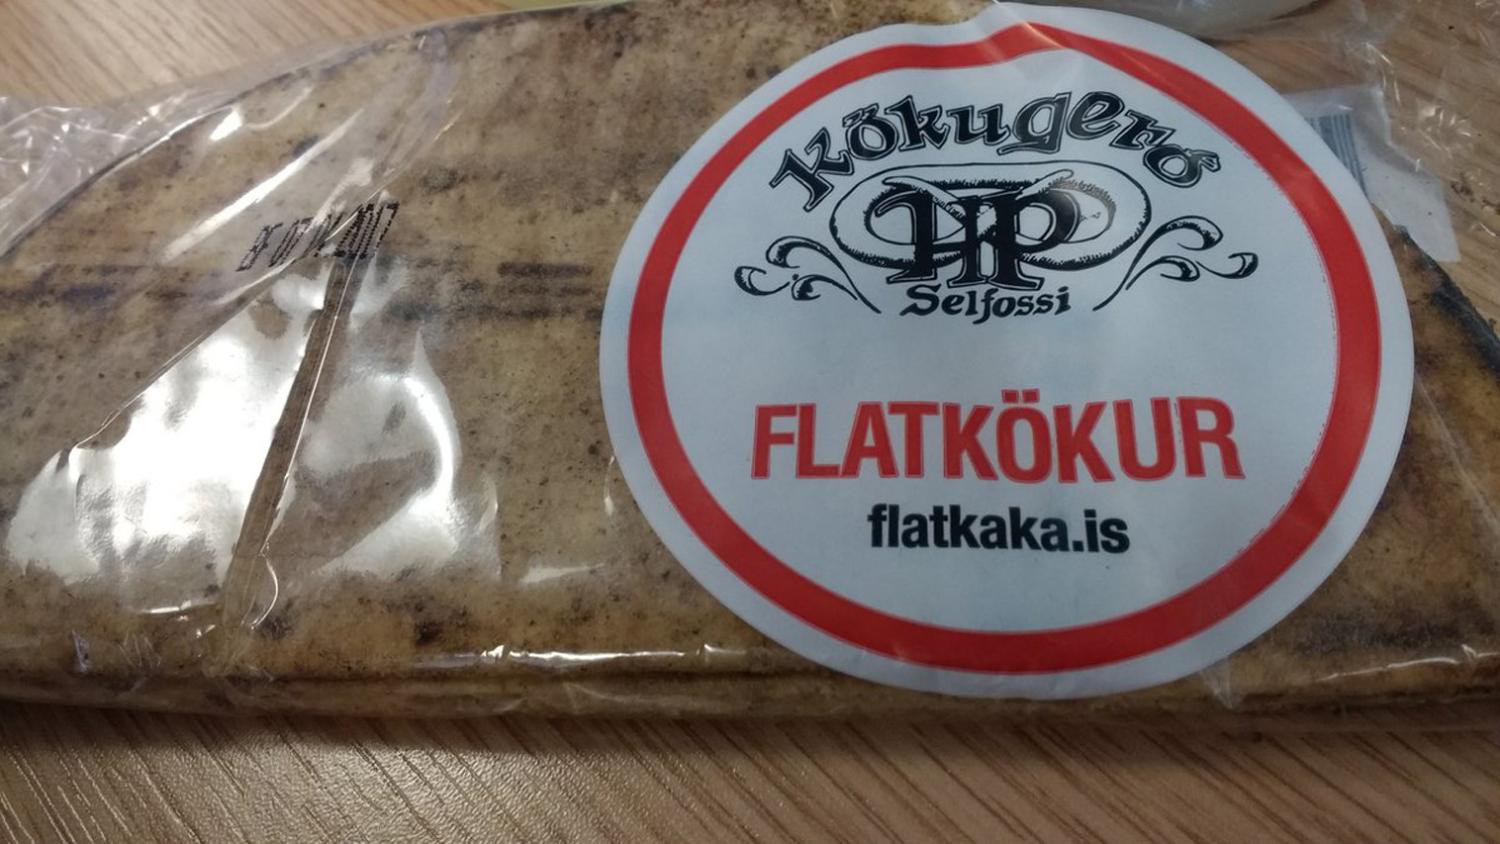 Kökugerð
HP
Selfossi
FLATKÖKUR
flatkaka.is